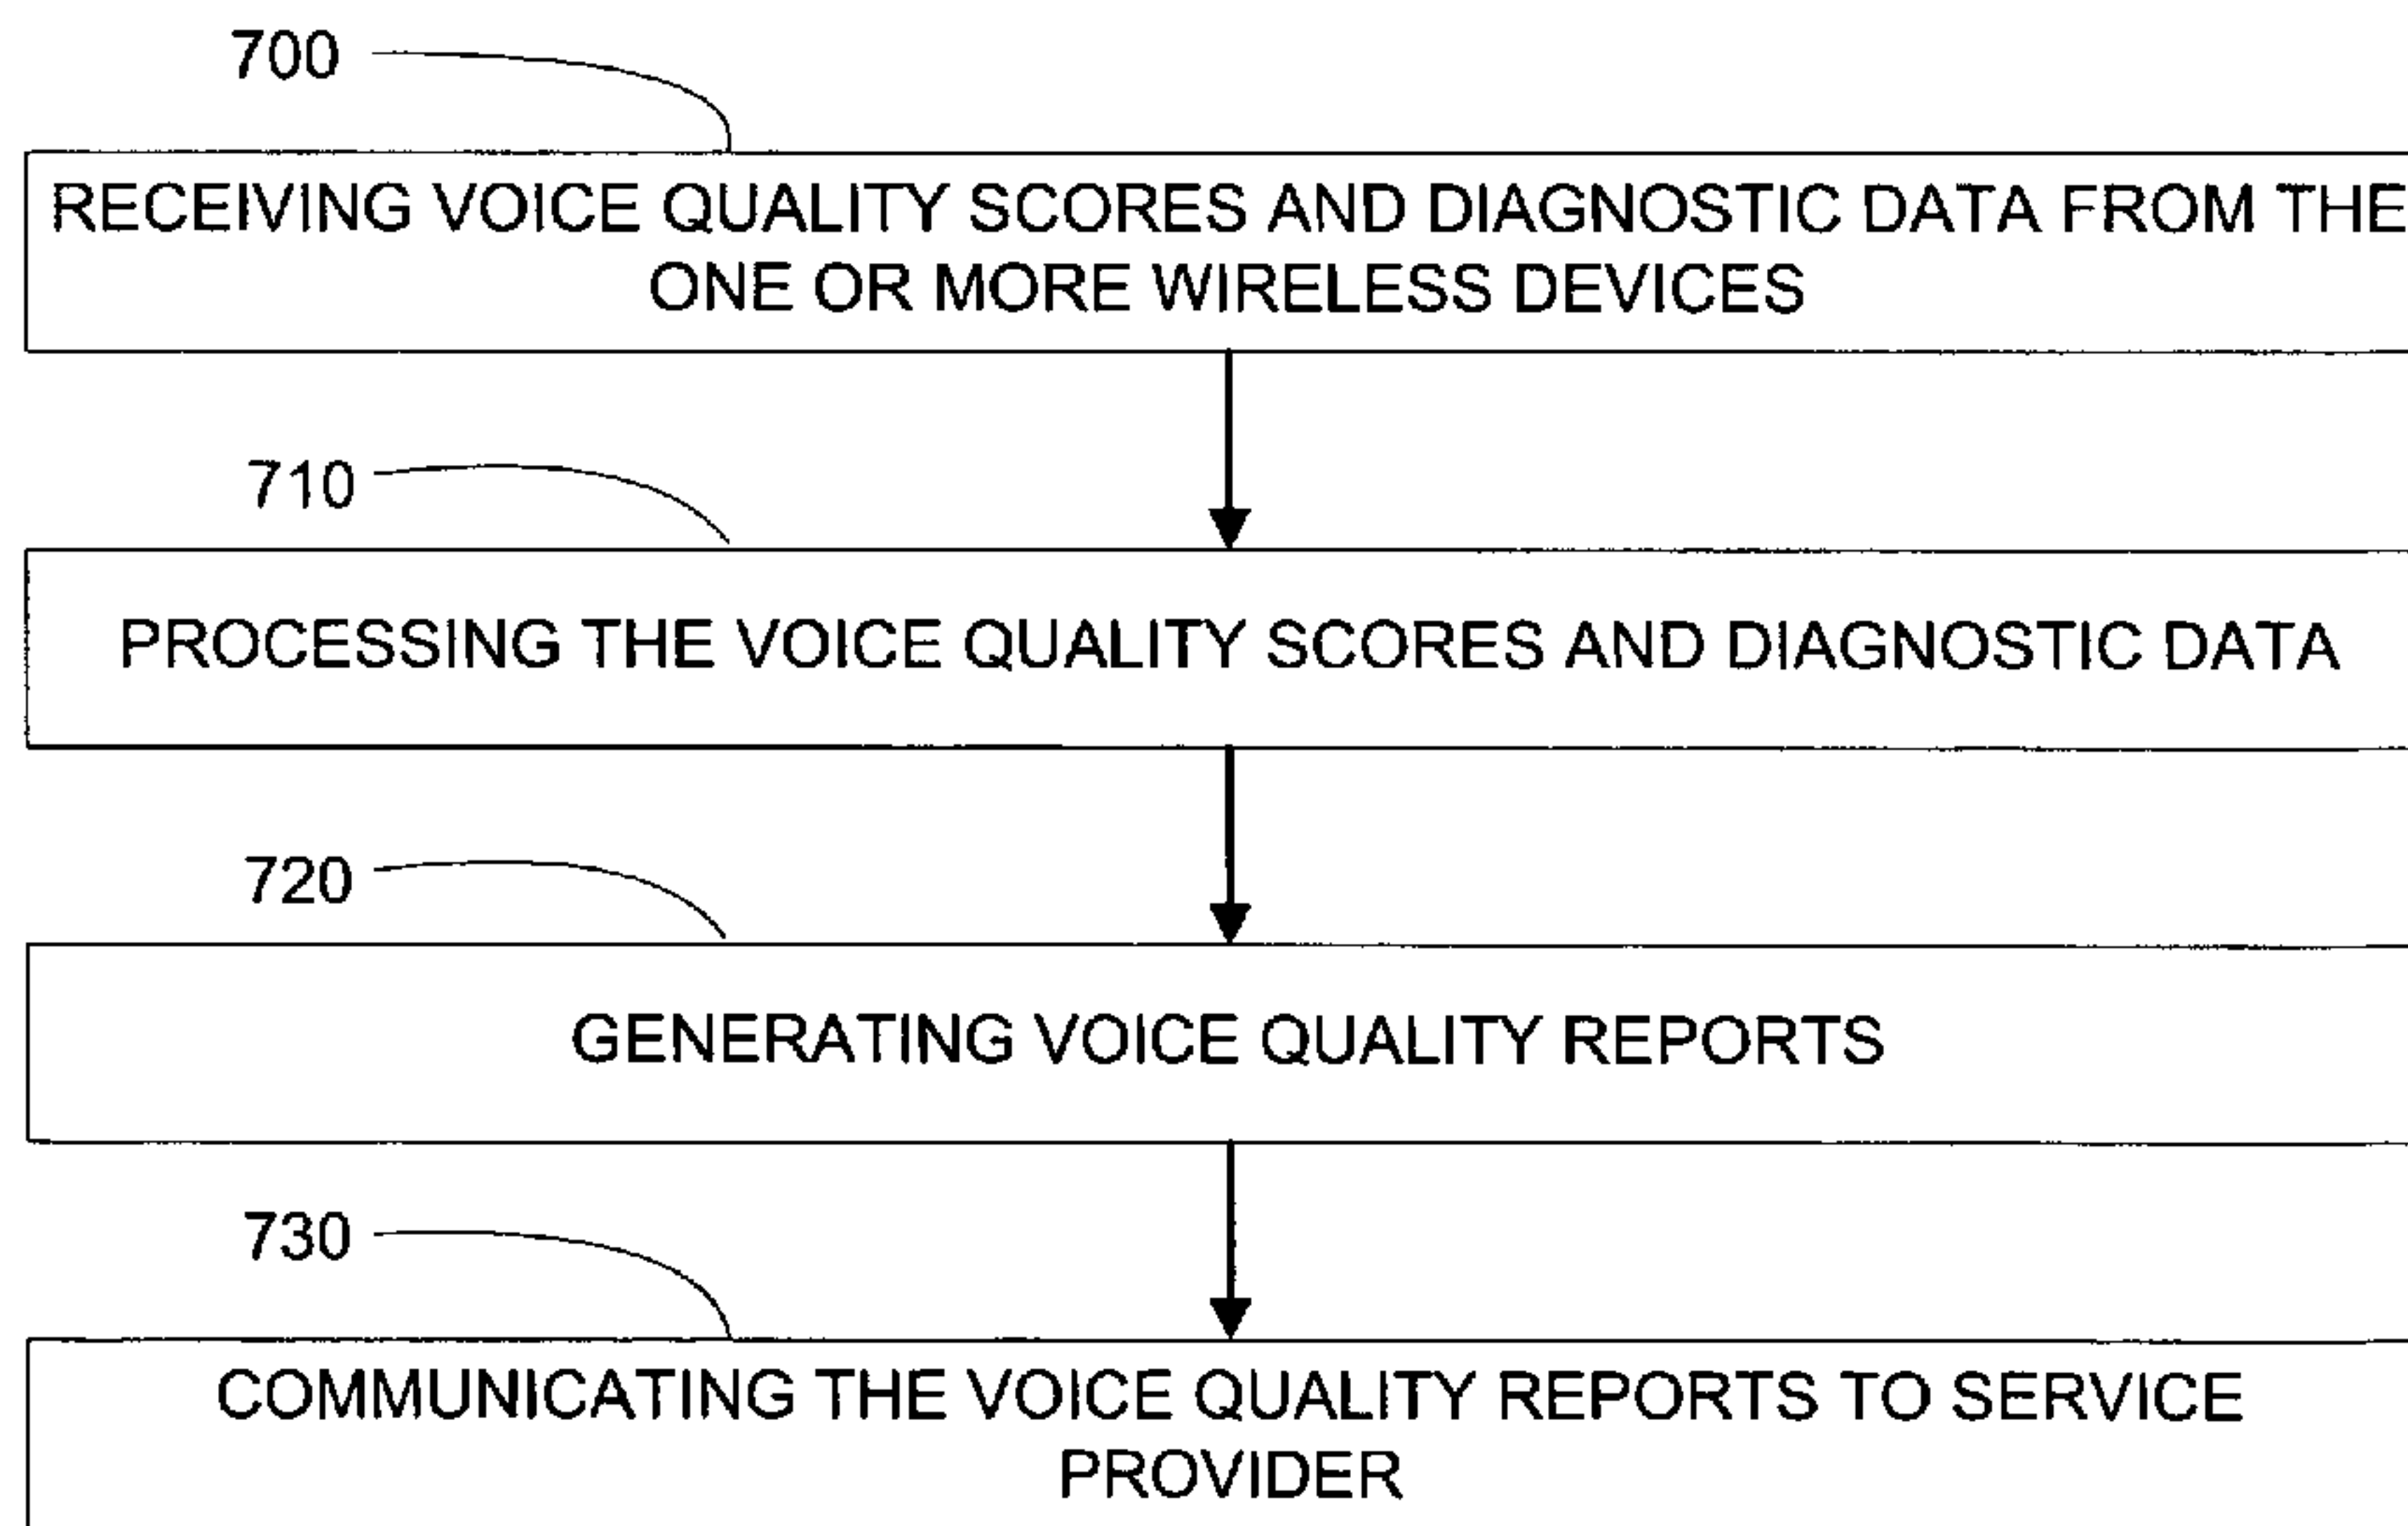 700
RECEIVING VOICE QUALITY SCORES AND DIAGNOSTIC DATA FROM THE
ONE OR MORE WIRELESS DEVICES
710
PROCESSING THE VOICE QUALITY SCORES AND DIAGNOSTIC DATA
720
GENERATING VOICE QUALITY REPORTS
730
COMMUNICATING THE VOICE QUALITY REPORTS TO SERVICE
PROVIDER